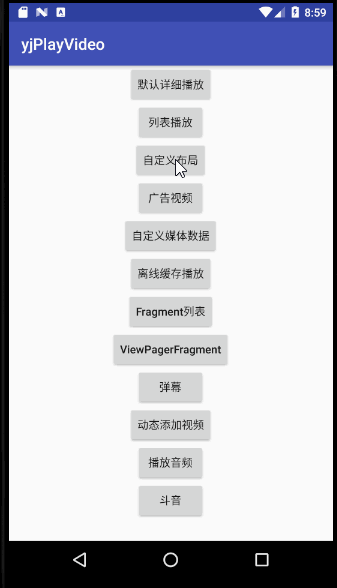 8:59
yjPlayVideo
默认详细播放
列表播放
自定义布局
广告视频
自定义媒体数据
离线缓存播放
Fragment列表
ViewPagerFragment
弹幕
动态添加视频
播放音频
斗音